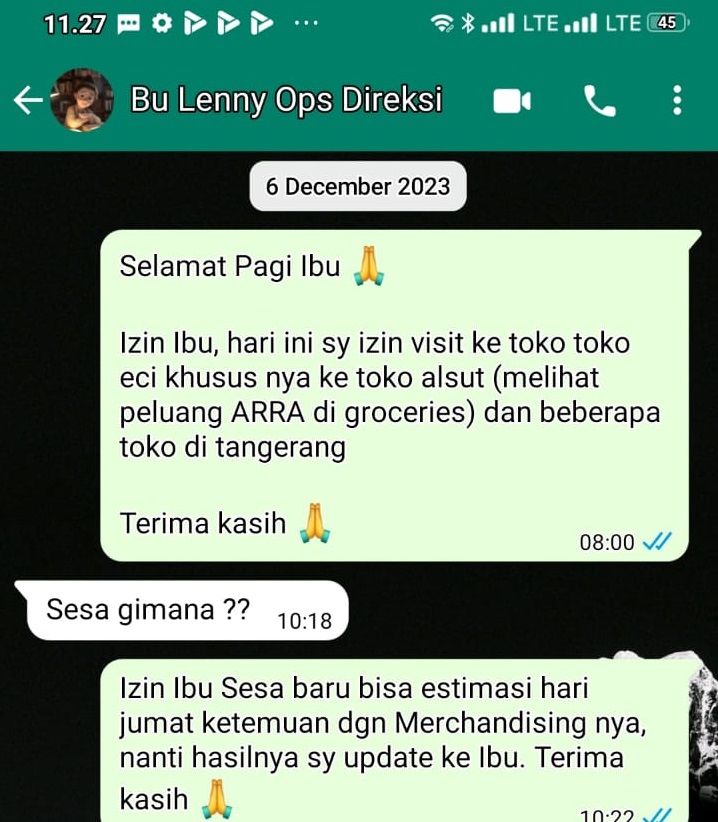 11.27 ... LTE LTE 45
Bu Lenny Ops Direksi
6 December 2023
Selamat Pagi Ibu 🙏
Izin Ibu, hari ini sy izin visit ke toko toko
eci khusus nya ke toko alsut (melihat
peluang ARRA di groceries) dan beberapa
toko di tangerang
Terima kasih 🙏
08:00
Sesa gimana ??
10:18
Izin Ibu Sesa baru bisa estimasi hari
jumat ketemuan dgn Merchandising nya,
nanti hasilnya sy update ke Ibu. Terima
kasih 🙏
10:22